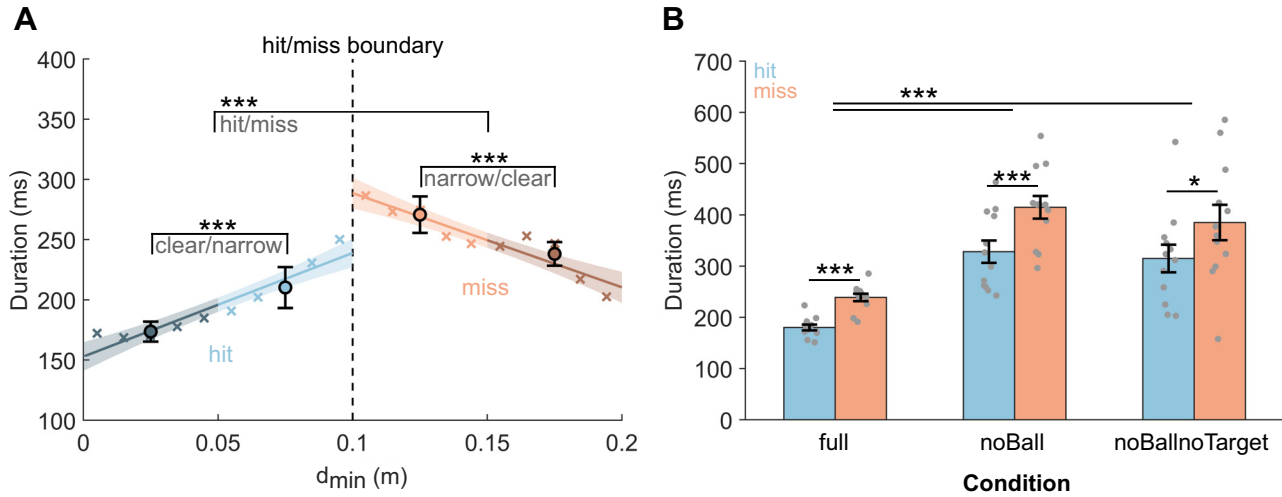 A
hit/miss boundary
400
350
300
250
200
150
100
Duration (ms)
***
hit/miss
***
narrow/clear
***
clear/narrow
miss
hit
0
0.05
0.1
0.15
0.2
dmin (m)
B
700
600
500
400
300
200
100
0
Duration (ms)
hit
miss
***
***
***
*
full
noBall
noBallnoTarget
Condition